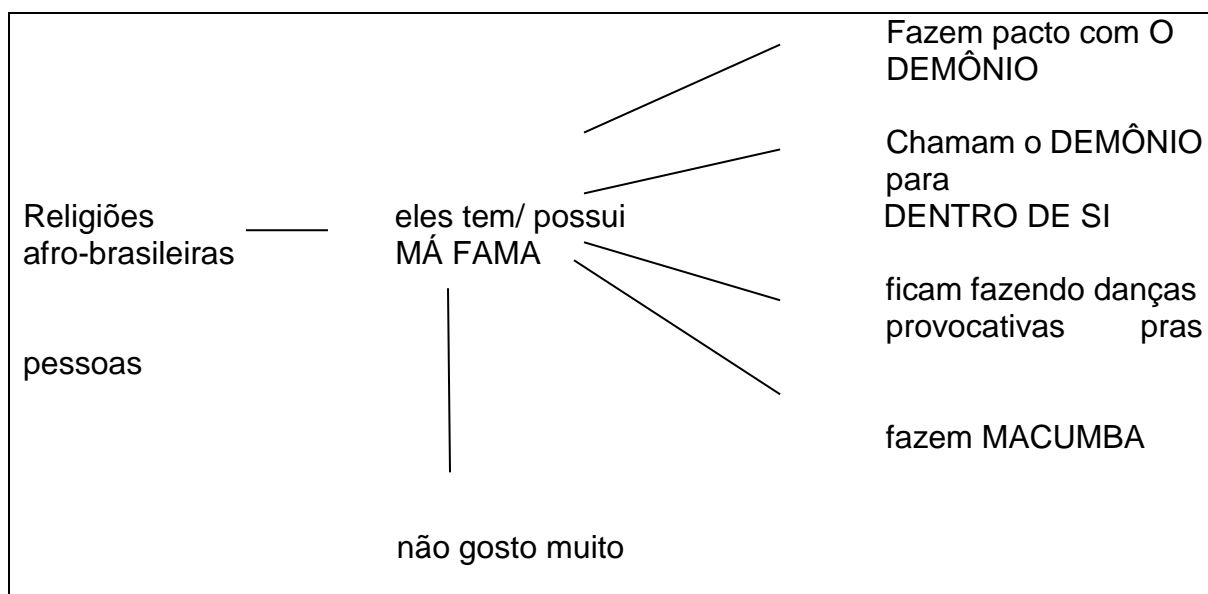 Religiões
afro-brasileiras
pessoas
eles tem/ possui
MÁ FAMA
não gosto muito
Fazem pacto com O
DEMÔNIO
Chamam o DEMÔNIO
para
DENTRO DE SI
ficam fazendo danças
provocativas pras
fazem MACUMBA